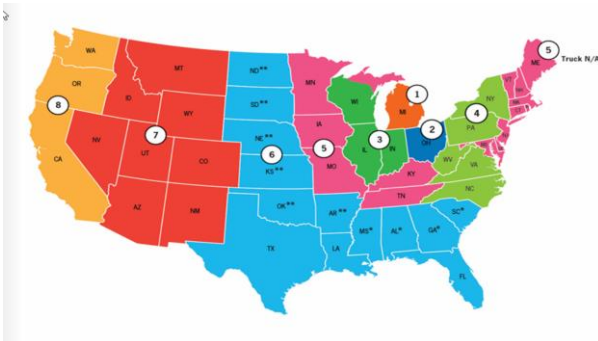 WA
OR
CA
8
MT
ID
WY
NV
UT
CO
AZ
NM
7
ND**
SD**
NE**
KS**
6
OK**
TX
AR**
LA
MS*
AL*
GA*
SC*
FL
MN
IA
MO
5
WI
IL
IN
3
MI
1
OH
2
KY
TN
NY
PA
4
WV
VA
NC
VT
NH
ME
5
Truck N/A